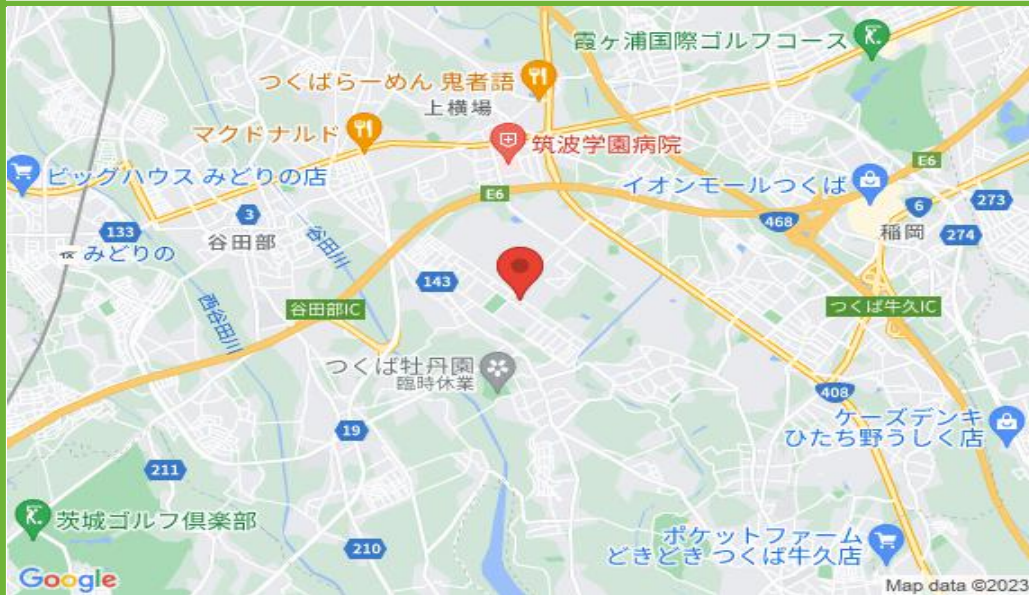 霞ヶ浦国際ゴルフコース
つくばらーめん 鬼者語
上横場
マクドナルド
筑波学園病院
E6
ビッグハウス みどりの店
イオンモールつくば
E6
3
6
273
133
谷田部
谷田川
468
稲岡
274
みどりの
143
西谷田川
谷田部IC
つくば牛久IC
つくば牡丹園
臨時休業
408
ケーズデンキ
ひたち野うしく店
19
211
茨城ゴルフ倶楽部
210
ポケットファーム
どきどき つくば牛久店
Google
Map data ©2023